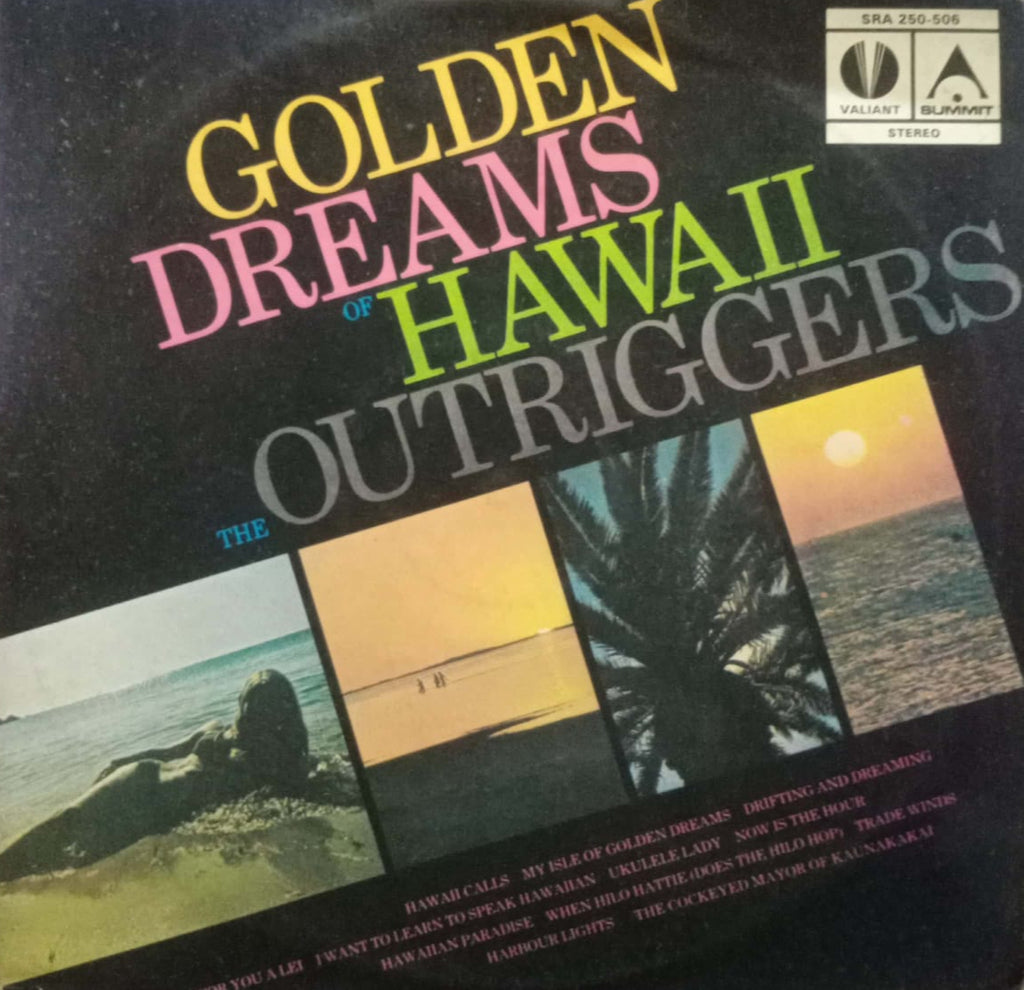 SRA 250-506
VALIANT SUMMIT
STEREO
GOLDEN
DREAMS
OF HAWAII
THE OUTRIGGERS
HAWAII CALLS MY ISLE OF GOLDEN DREAMS DRIFTING AND DREAMING
YOU A LEI I WANT TO LEARN TO SPEAK HAWAIIAN UKULELE LADY NOW IS THE HOUR
HAWAIIAN PARADISE WHEN HILO HATTIE (DOES THE HILO HOP) TRADE WINDS
HARBOUR LIGHTS THE COCKEYED MAYOR OF KAUNAKAKAI